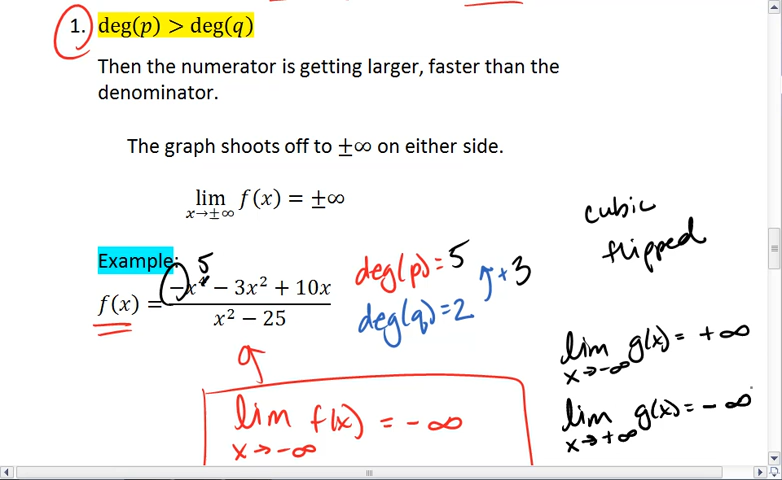 1. deg(p) > deg(q)
Then the numerator is getting larger, faster than the
denominator.
The graph shoots off to ±∞ on either side.
lim f(x) = ±∞
x→±∞
cubic
flipped
Example:
5
−x⁴ − 3x² + 10x
f(x) =
x² − 25
deg(p) = 5
deg(q) = 2
+3
g
lim g(x) = +∞
x→−∞
lim g(x) = −∞
x→+∞
lim f(x) = −∞
x→−∞